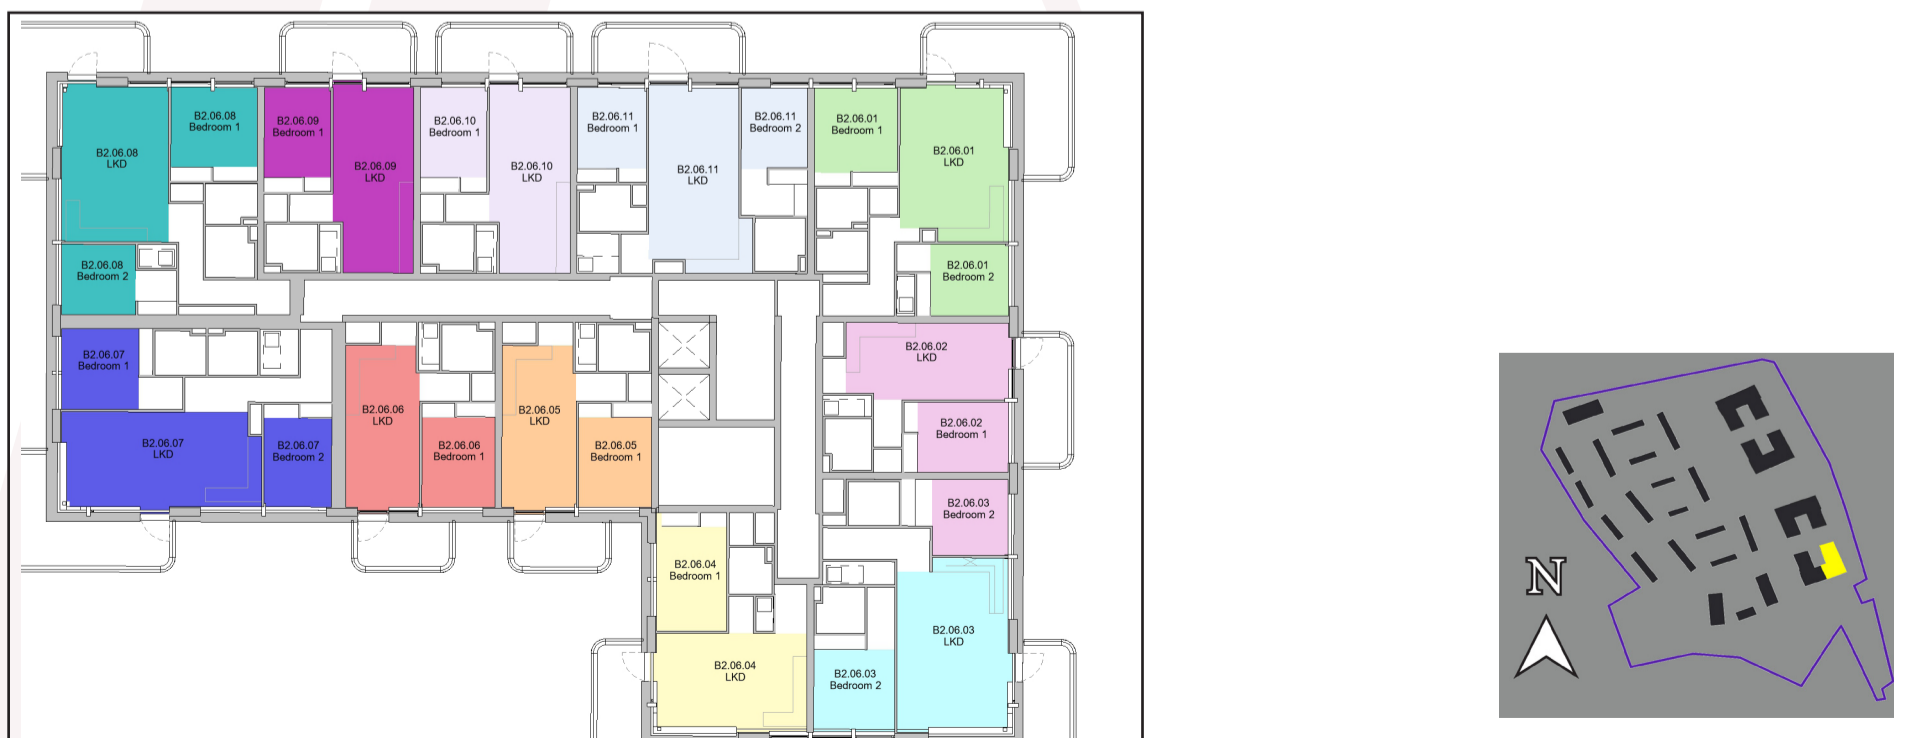 B2.06.08
LKD
B2.06.08
Bedroom 1
B2.06.09
Bedroom 1
B2.06.09
LKD
B2.06.10
Bedroom 1
B2.06.10
LKD
B2.06.11
Bedroom 1
B2.06.11
LKD
B2.06.11
Bedroom 2
B2.06.01
Bedroom 1
B2.06.01
LKD
B2.06.08
Bedroom 2
B2.06.01
Bedroom 2
B2.06.07
Bedroom 1
B2.06.02
LKD
B2.06.07
LKD
B2.06.07
Bedroom 2
B2.06.06
LKD
B2.06.06
Bedroom 1
B2.06.05
LKD
B2.06.05
Bedroom 1
B2.06.02
Bedroom 1
B2.06.03
Bedroom 2
B2.06.04
Bedroom 1
B2.06.03
LKD
B2.06.04
LKD
B2.06.03
Bedroom 2
N